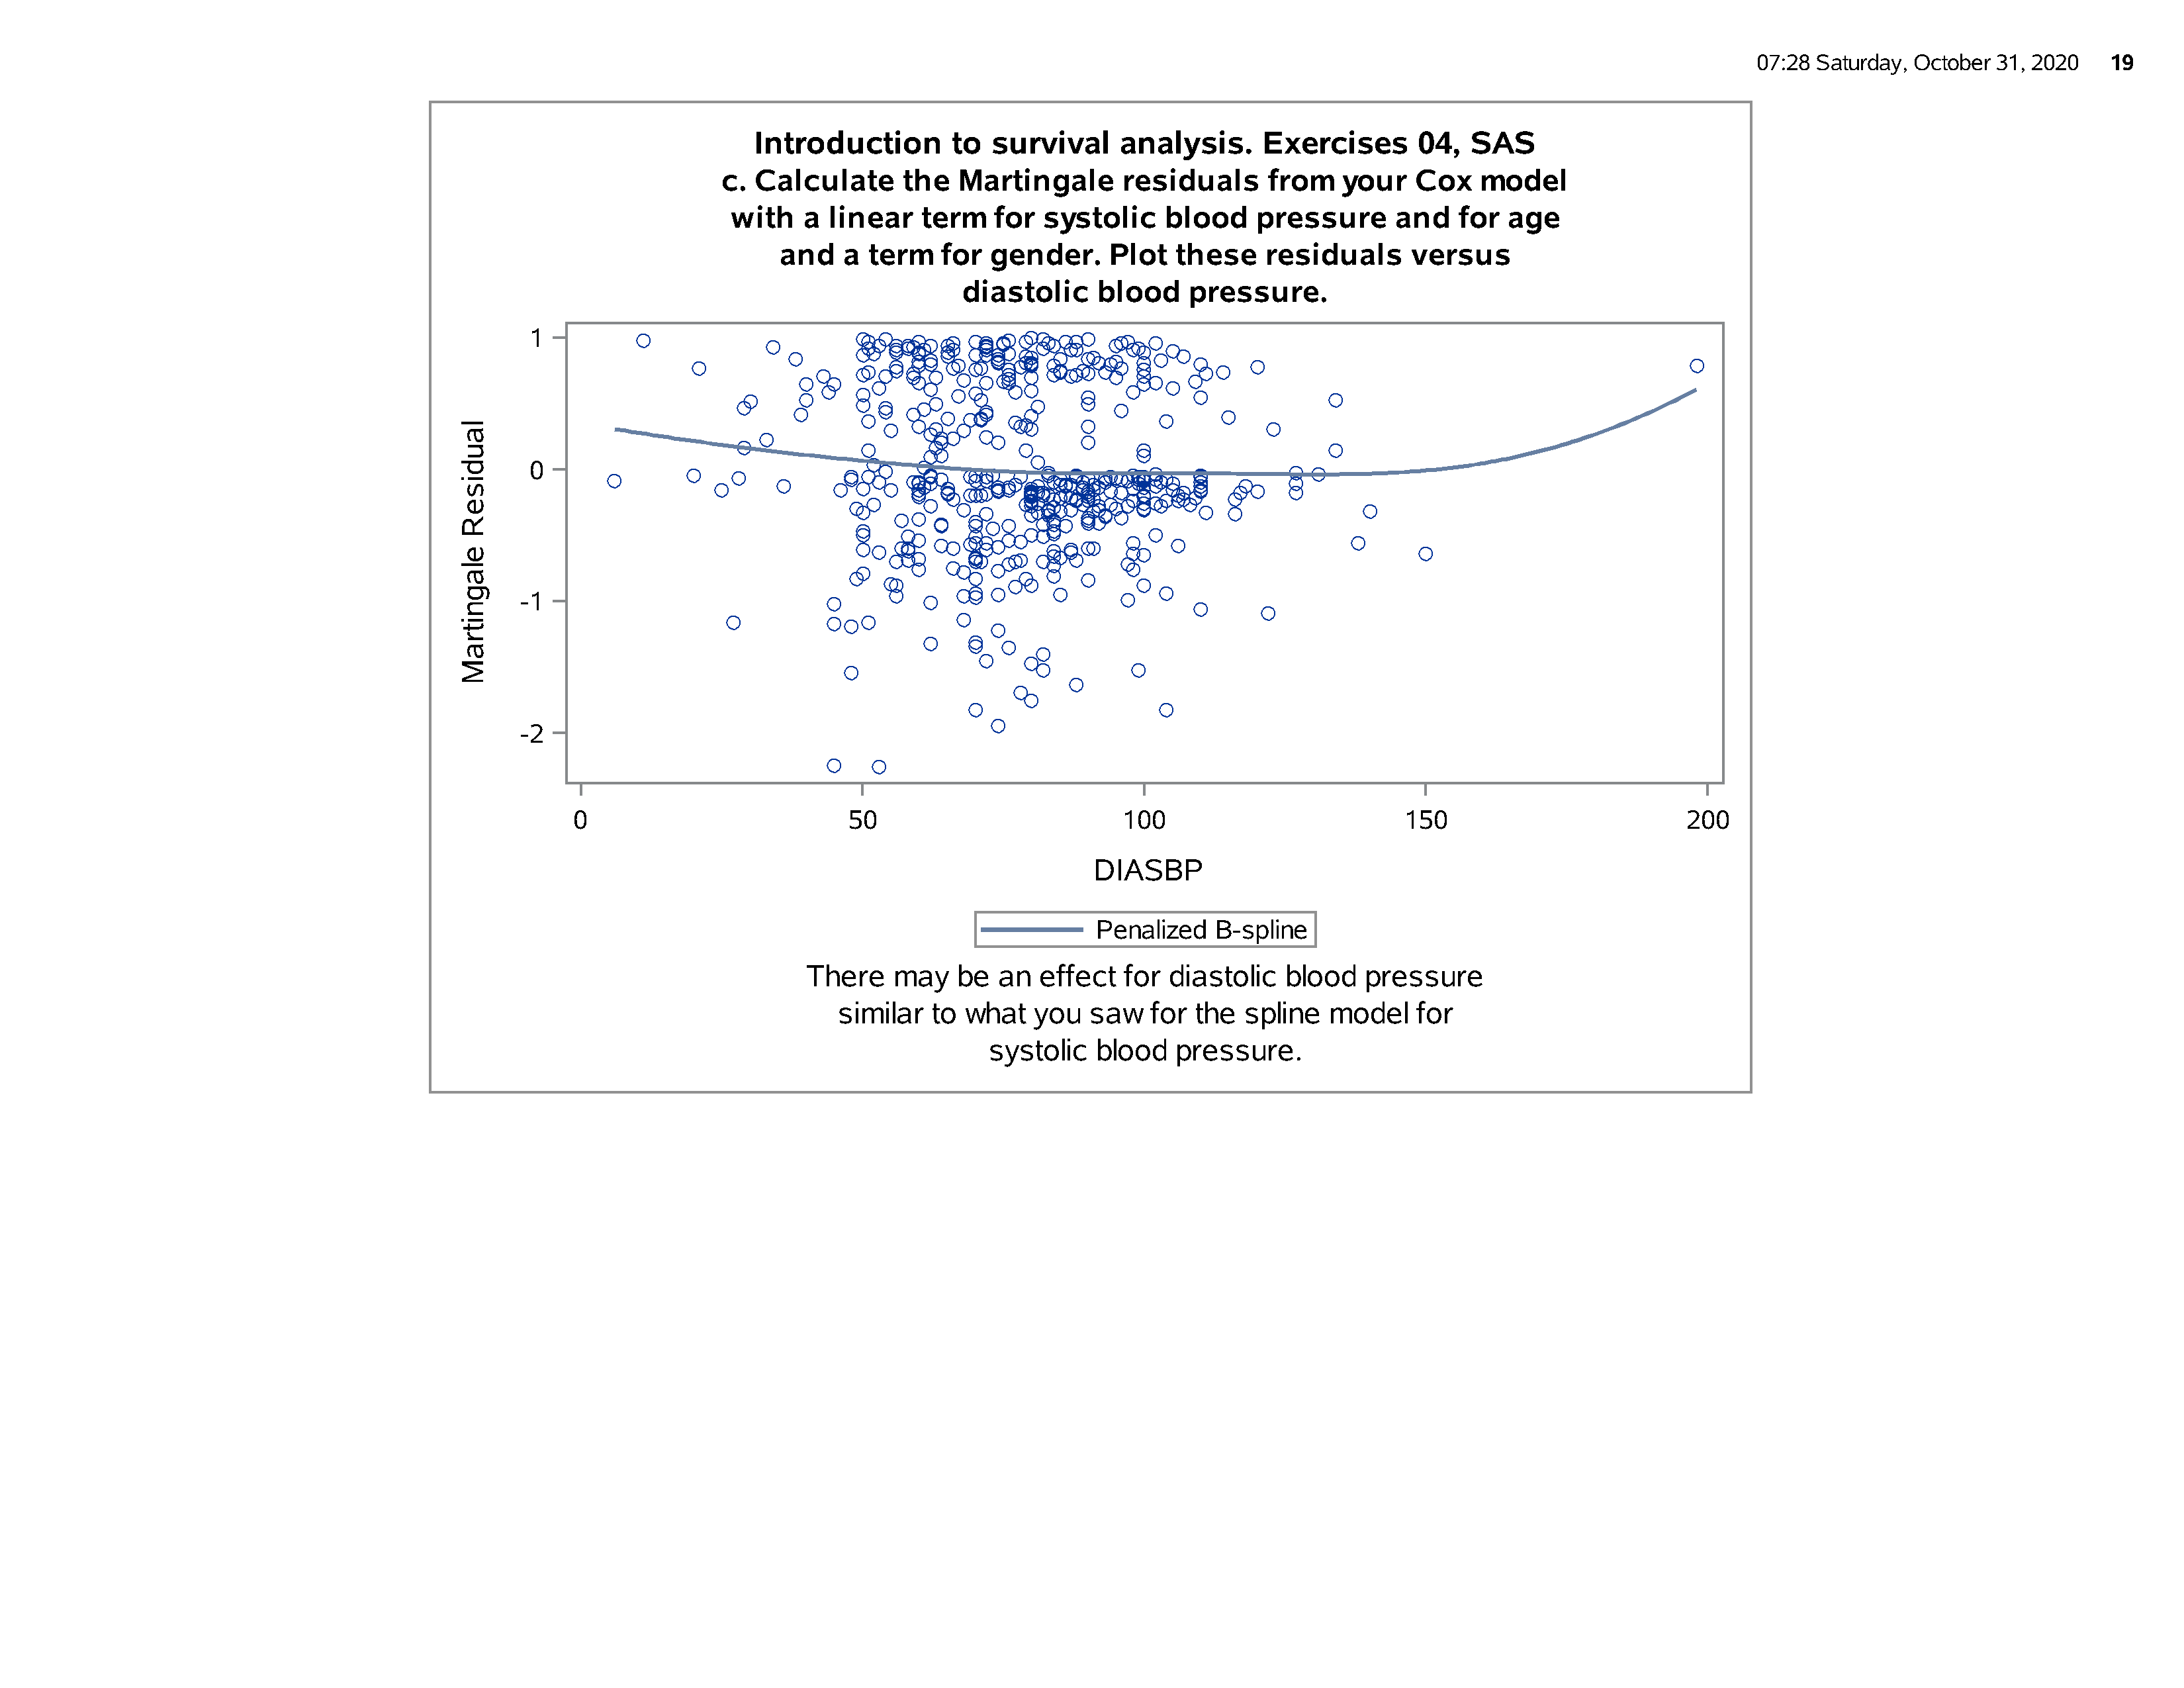 07:28 Saturday, October 31, 2020 19
Introduction to survival analysis. Exercises 04, SAS
c. Calculate the Martingale residuals from your Cox model
with a linear term for systolic blood pressure and for age
and a term for gender. Plot these residuals versus
diastolic blood pressure.
1
0
-1
-2
Martingale Residual
0 50 100 150 200
DIASBP
Penalized B-spline
There may be an effect for diastolic blood pressure
similar to what you saw for the spline model for
systolic blood pressure.